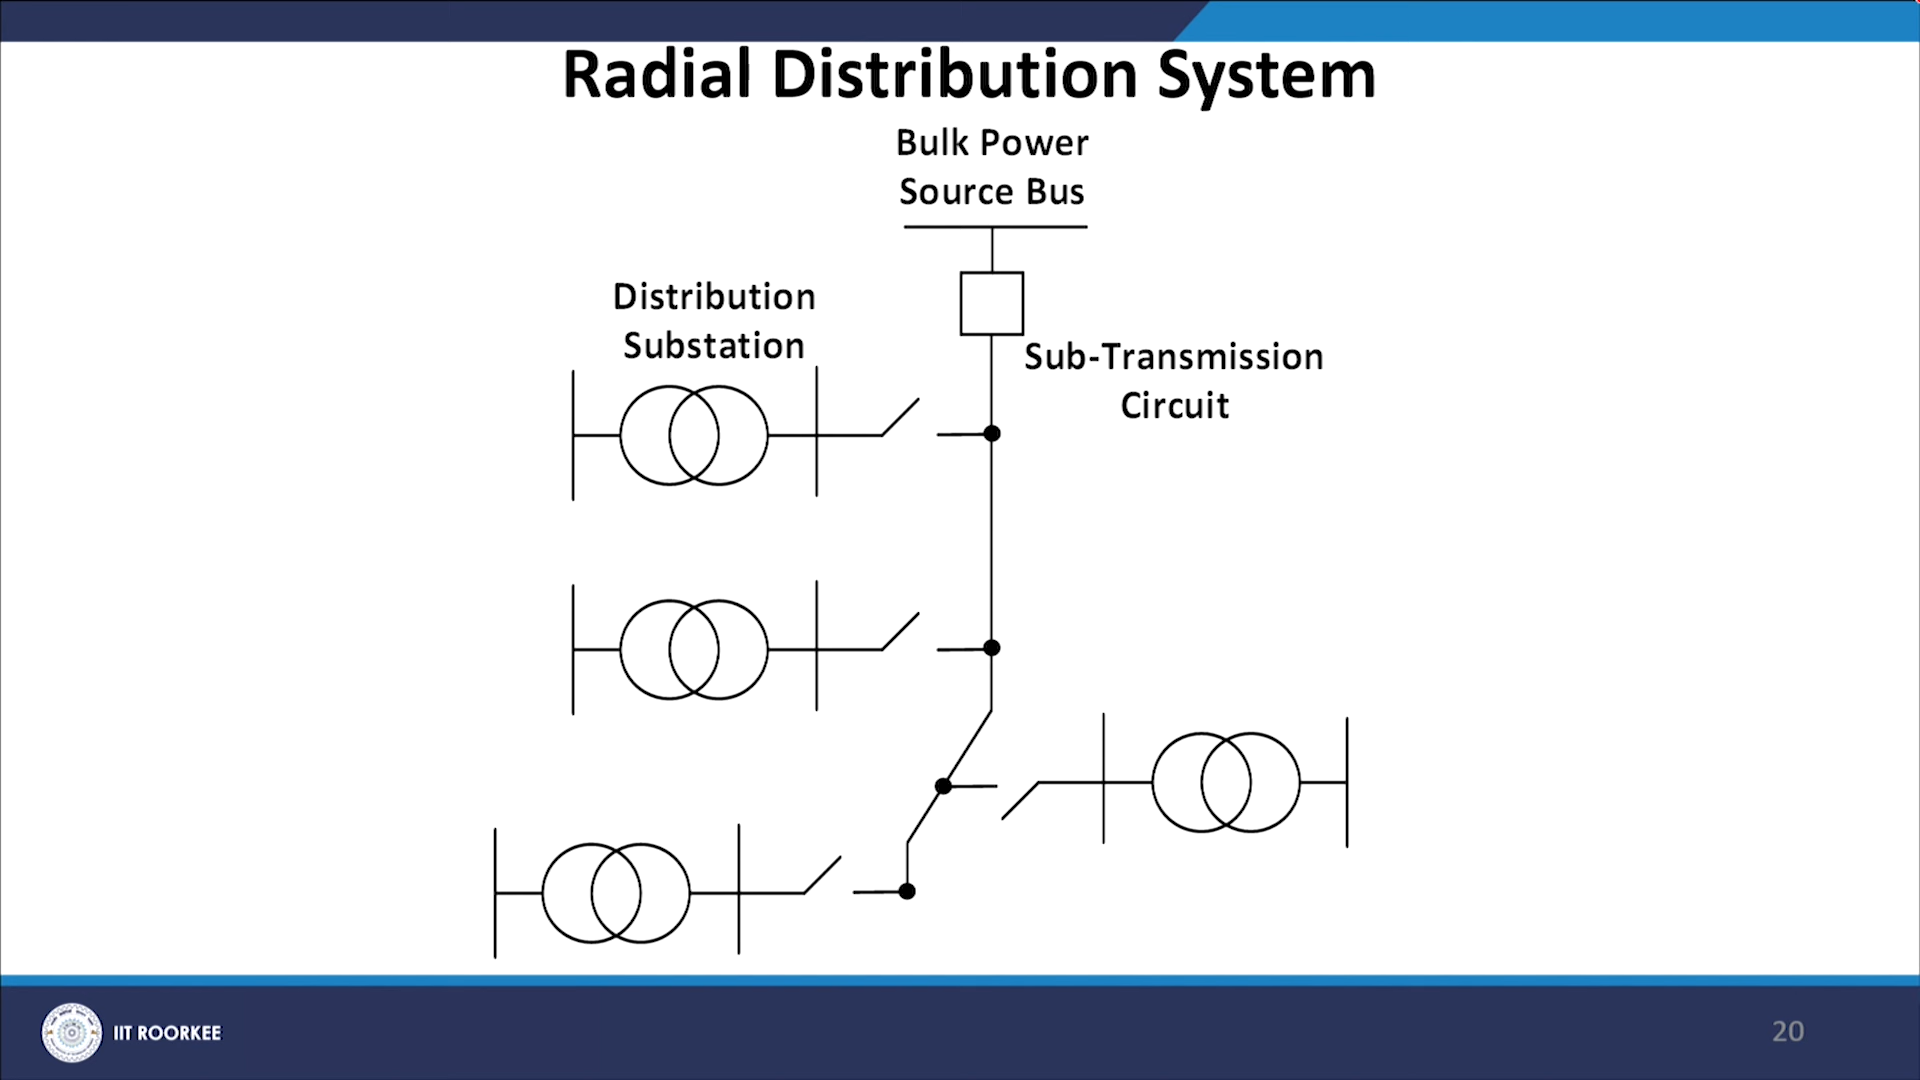 Radial Distribution System
Bulk Power
Source Bus
Distribution
Substation
Sub-Transmission
Circuit
IIT ROORKEE
20